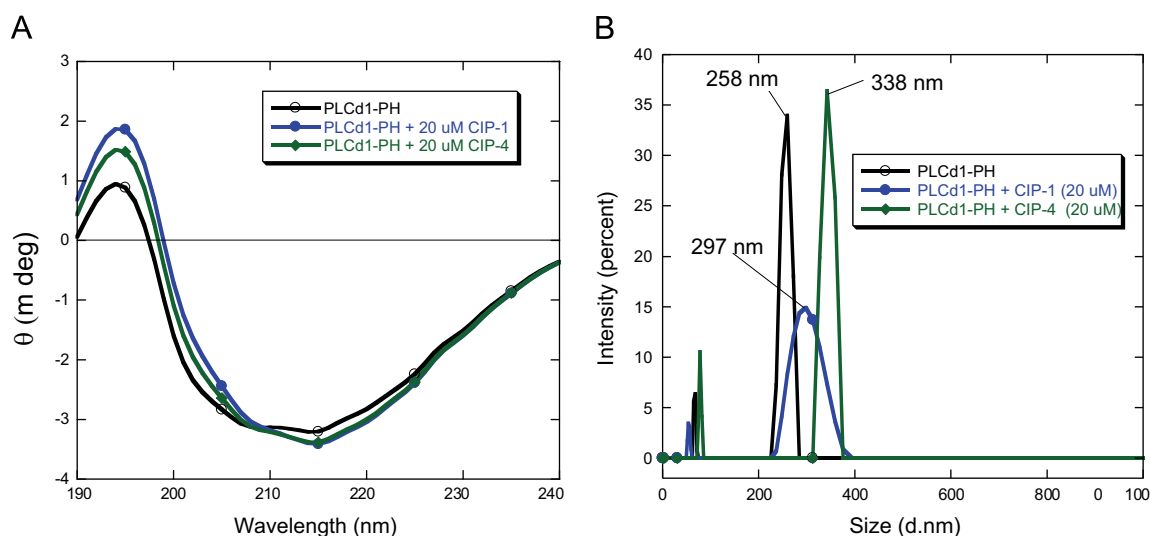 A
3
2
1
0
-1
-2
-3
-4
θ (m deg)
190
200
210
220
230
240
Wavelength (nm)
PLCd1-PH
PLCd1-PH + 20 uM CIP-1
PLCd1-PH + 20 uM CIP-4
B
40
35
30
25
20
15
10
5
0
Intensity (percent)
0
200
400
600
800
0
100
Size (d.nm)
258 nm
338 nm
297 nm
PLCd1-PH
PLCd1-PH + CIP-1 (20 uM)
PLCd1-PH + CIP-4 (20 uM)